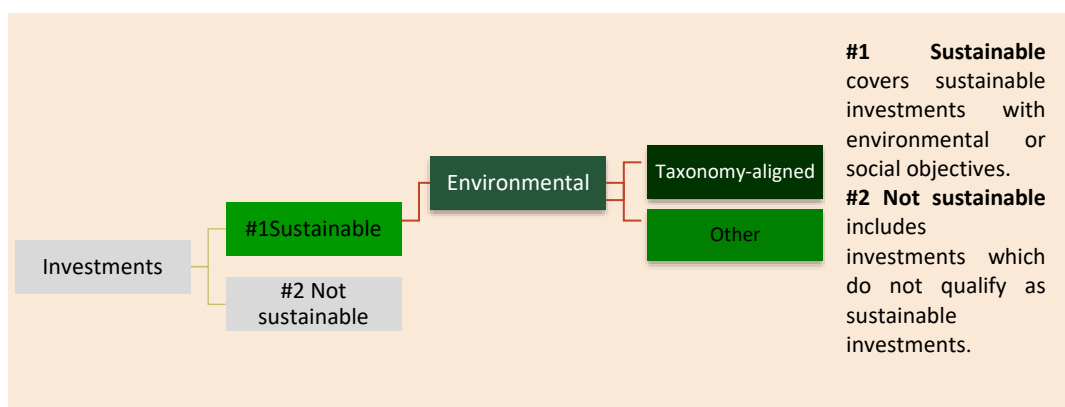 Investments
#1Sustainable
#2 Not
sustainable
Environmental
Taxonomy-aligned
Other
#1 Sustainable
covers sustainable
investments with
environmental or
social objectives.
#2 Not sustainable
includes
investments which
do not qualify as
sustainable
investments.